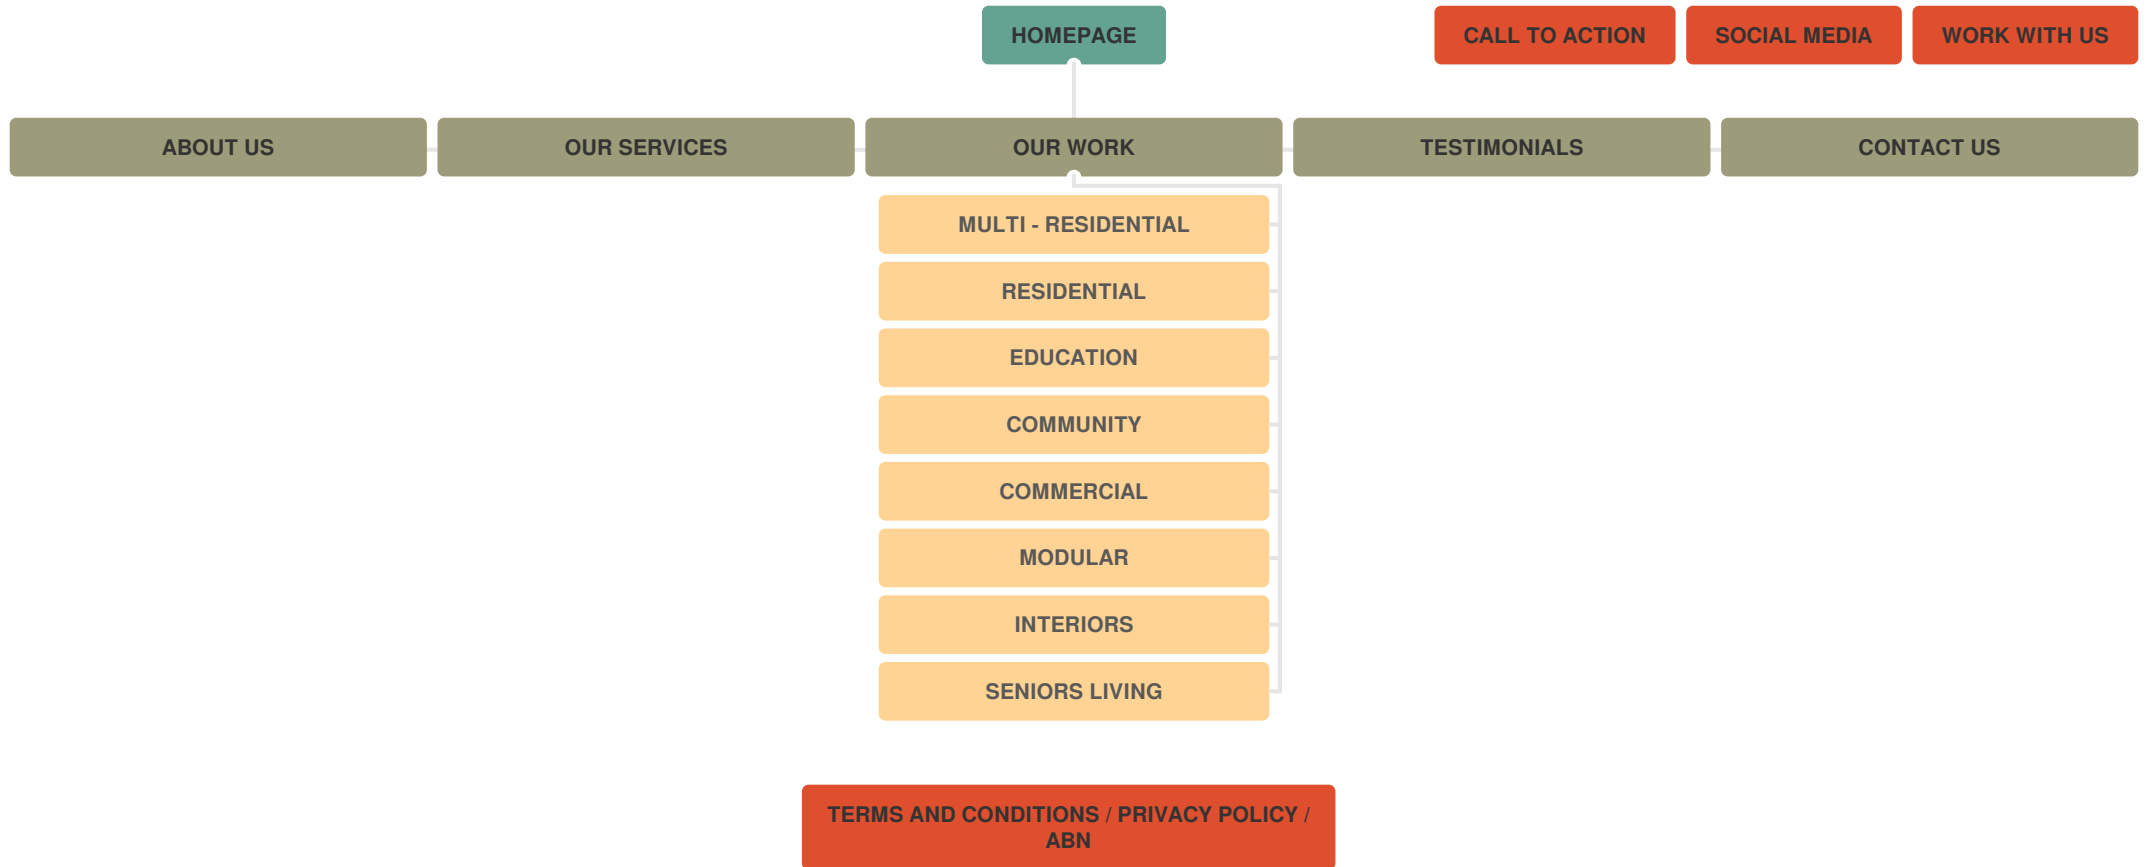 HOMEPAGE
CALL TO ACTION
SOCIAL MEDIA
WORK WITH US
ABOUT US
OUR SERVICES
OUR WORK
TESTIMONIALS
CONTACT US
MULTI - RESIDENTIAL
RESIDENTIAL
EDUCATION
COMMUNITY
COMMERCIAL
MODULAR
INTERIORS
SENIORS LIVING
TERMS AND CONDITIONS / PRIVACY POLICY /
ABN